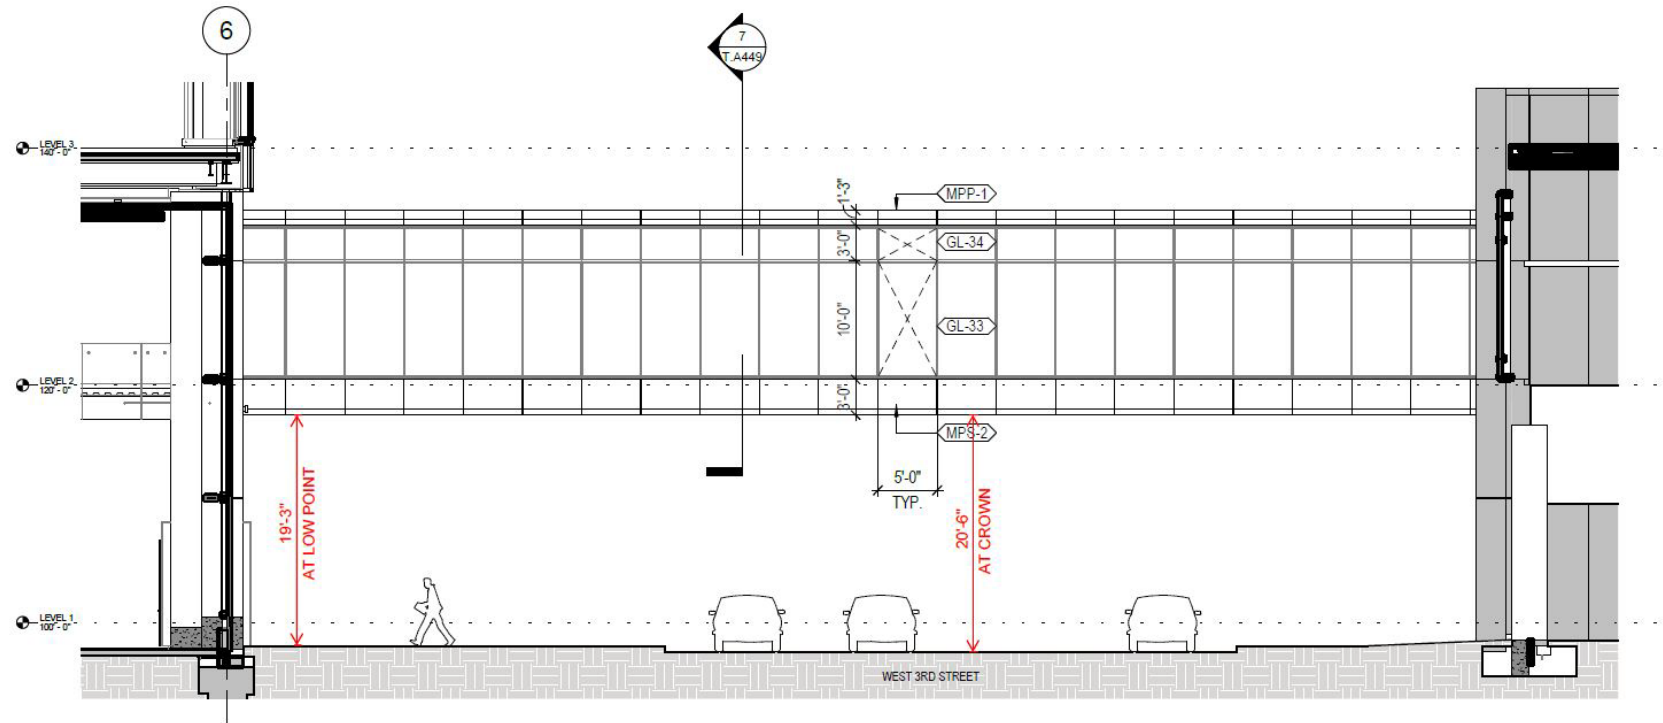 6
7
T.A449
LEVEL 3
140' - 0"
1'-3"
MPP-1
3'-0"
GL-34
10'-0"
GL-33
LEVEL 2
120' - 0"
3'-0"
MPS-2
5'-0"
TYP.
19'-3"
AT LOW POINT
20'-6"
AT CROWN
LEVEL 1
100' - 0"
WEST 3RD STREET